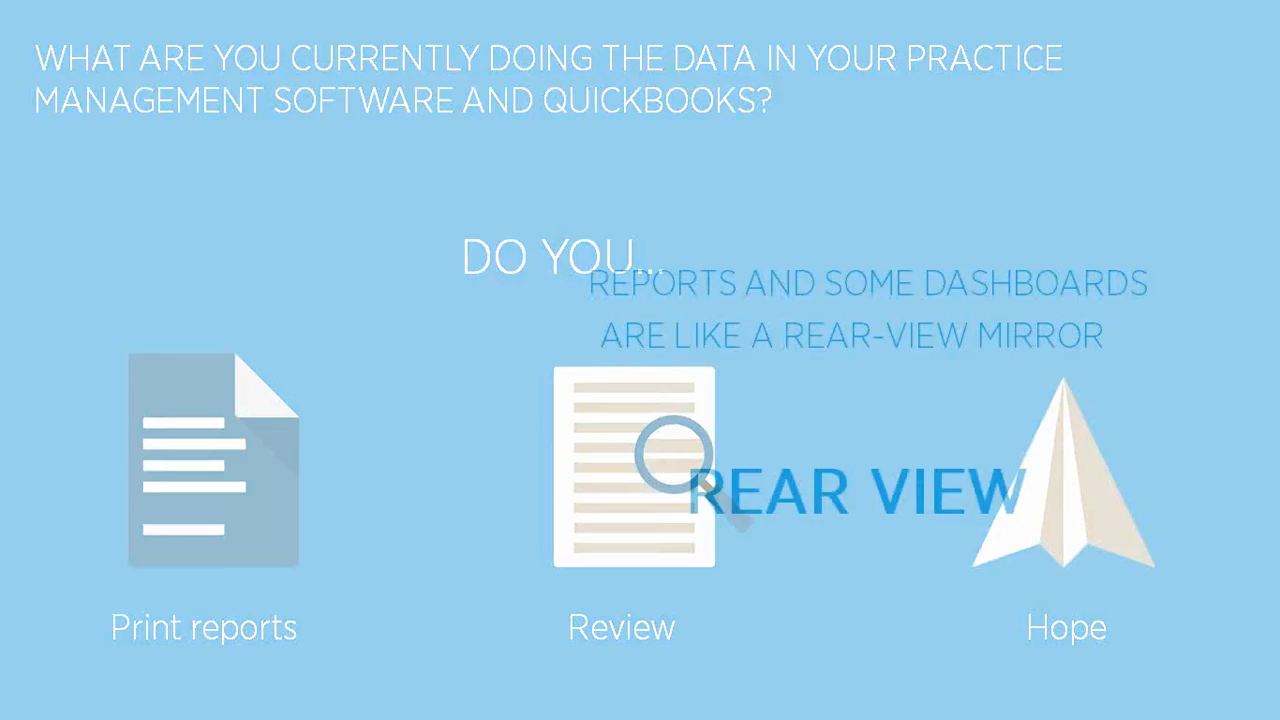 WHAT ARE YOU CURRENTLY DOING THE DATA IN YOUR PRACTICE
MANAGEMENT SOFTWARE AND QUICKBOOKS?
DO YOU...
REPORTS AND SOME DASHBOARDS
ARE LIKE A REAR-VIEW MIRROR
REAR VIEW
Print reports
Review
Hope